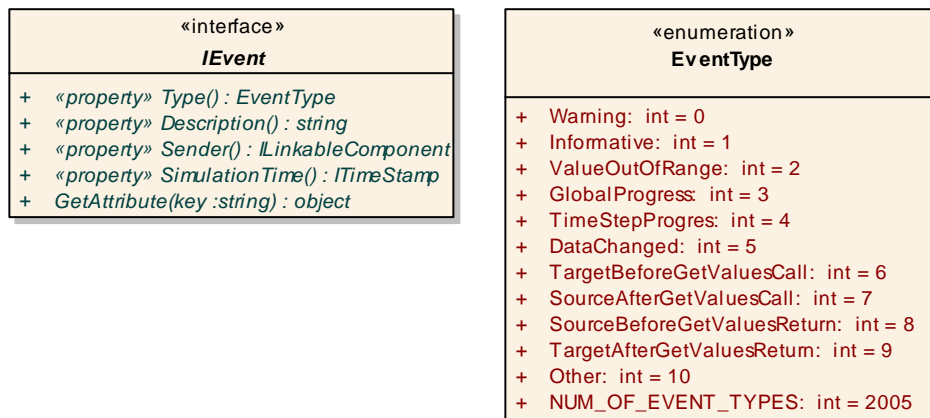 «interface»
IEvent
+ «property» Type() : EventType
+ «property» Description() : string
+ «property» Sender() : ILinkableComponent
+ «property» SimulationTime() : ITimeStamp
+ GetAttribute(key :string) : object
«enumeration»
EventType
+ Warning: int = 0
+ Informative: int = 1
+ ValueOutOfRange: int = 2
+ GlobalProgress: int = 3
+ TimeStepProgres: int = 4
+ DataChanged: int = 5
+ TargetBeforeGetValuesCall: int = 6
+ SourceAfterGetValuesCall: int = 7
+ SourceBeforeGetValuesReturn: int = 8
+ TargetAfterGetValuesReturn: int = 9
+ Other: int = 10
+ NUM_OF_EVENT_TYPES: int = 2005